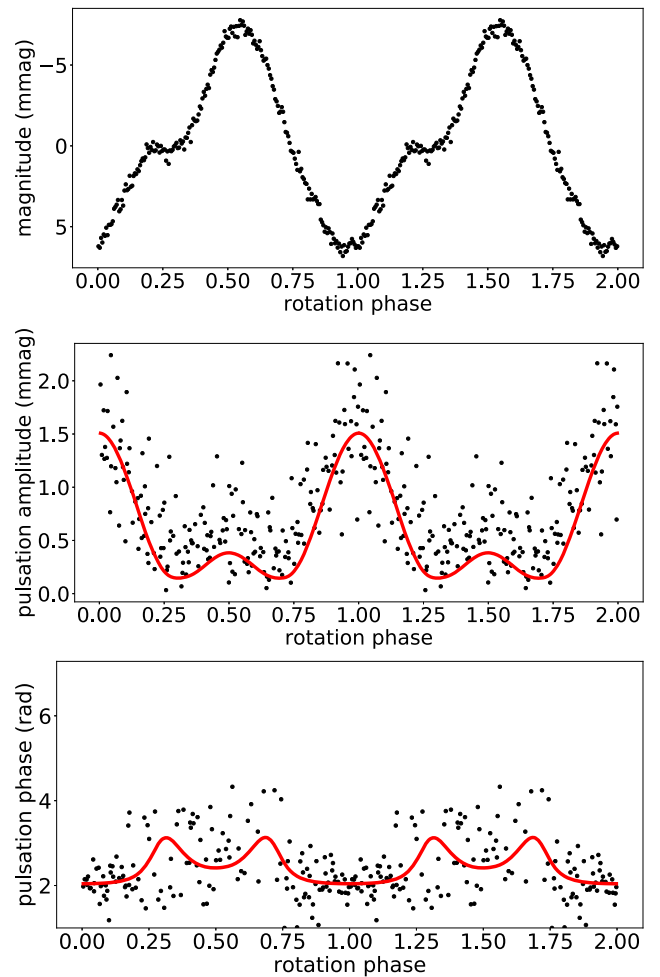 magnitude (mmag)
−5
0
5
0.00 0.25 0.50 0.75 1.00 1.25 1.50 1.75 2.00
rotation phase
pulsation amplitude (mmag)
2.0
1.5
1.0
0.5
0.0
0.00 0.25 0.50 0.75 1.00 1.25 1.50 1.75 2.00
rotation phase
pulsation phase (rad)
6
4
2
0.00 0.25 0.50 0.75 1.00 1.25 1.50 1.75 2.00
rotation phase